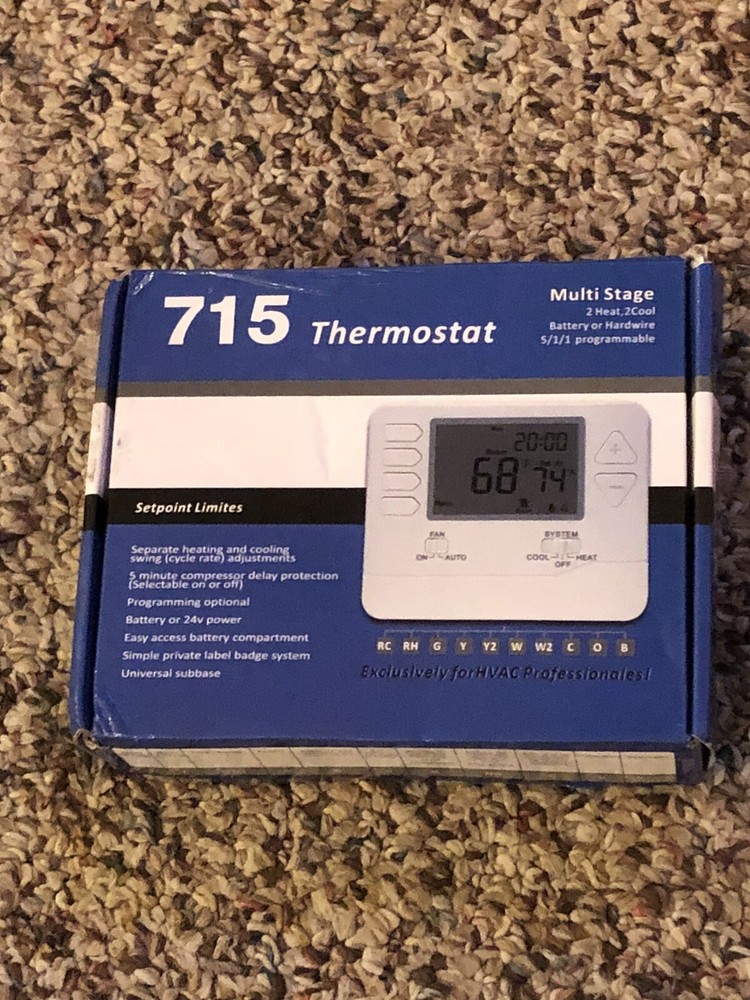 715 Thermostat
Multi Stage
2 Heat,2Cool
Battery or Hardwire
5/1/1 programmable
20:00
68 74
FAN
ON AUTO
SYSTEM
COOL HEAT
OFF
Setpoint Limites
Separate heating and cooling
swing (cycle rate) adjustments
5 minute compressor delay protection
(Selectable on or off)
Programming optional
Battery or 24v power
Easy access battery compartment
Simple private label badge system
Universal subbase
RC RH G Y Y2 W W2 C O B
Exclusively forHVAC Professionales!